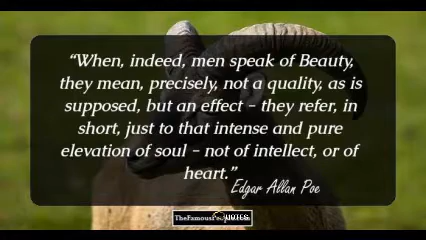 “When, indeed, men speak of Beauty,
they mean, precisely, not a quality, as is
supposed, but an effect - they refer, in
short, just to that intense and pure
elevation of soul - not of intellect, or of
heart.”
Edgar Allan Poe
QUOTES